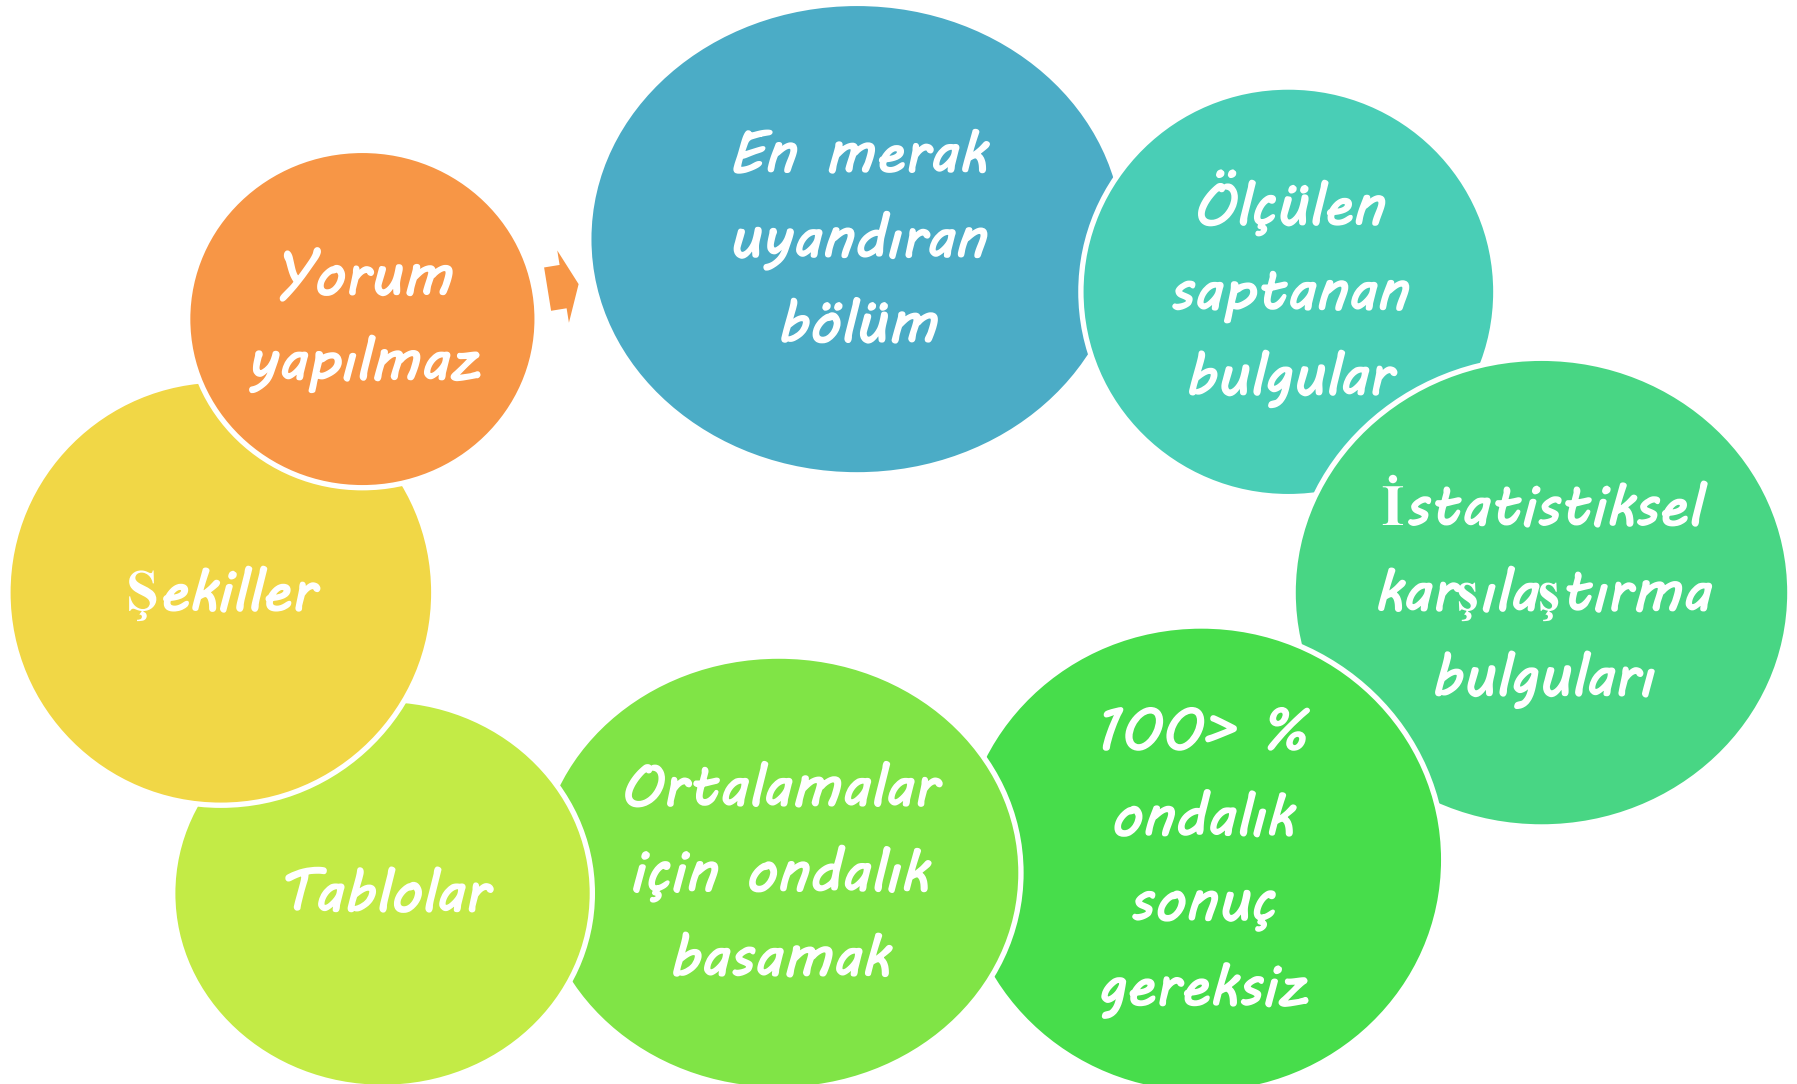 En merak
uyandıran
bölüm
Ölçülen
saptanan
bulgular
İstatistiksel
karşılaştırma
bulguları
100> %
ondalık
sonuç
gereksiz
Ortalamalar
için ondalık
basamak
Tablolar
Şekiller
Yorum
yapılmaz